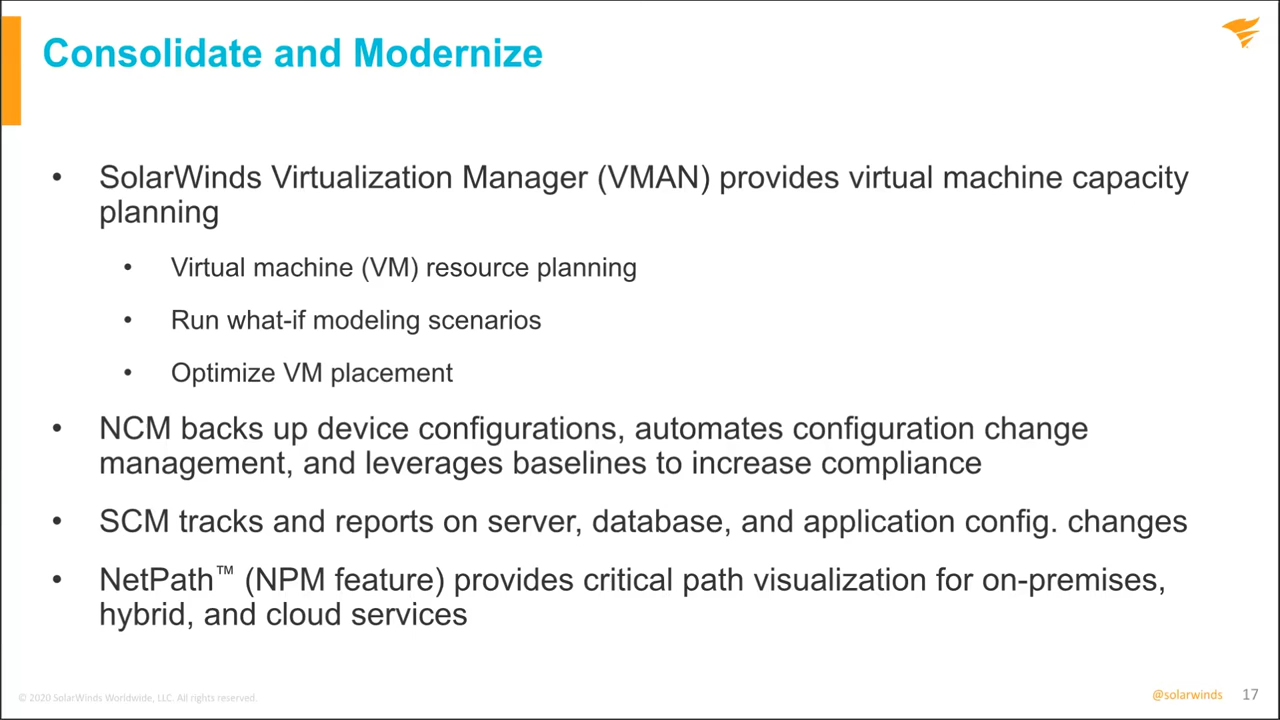 Consolidate and Modernize
• SolarWinds Virtualization Manager (VMAN) provides virtual machine capacity
planning
• Virtual machine (VM) resource planning
• Run what-if modeling scenarios
• Optimize VM placement
• NCM backs up device configurations, automates configuration change
management, and leverages baselines to increase compliance
• SCM tracks and reports on server, database, and application config. changes
• NetPath™ (NPM feature) provides critical path visualization for on-premises,
hybrid, and cloud services
© 2020 SolarWinds Worldwide, LLC. All rights reserved.
@solarwinds 17